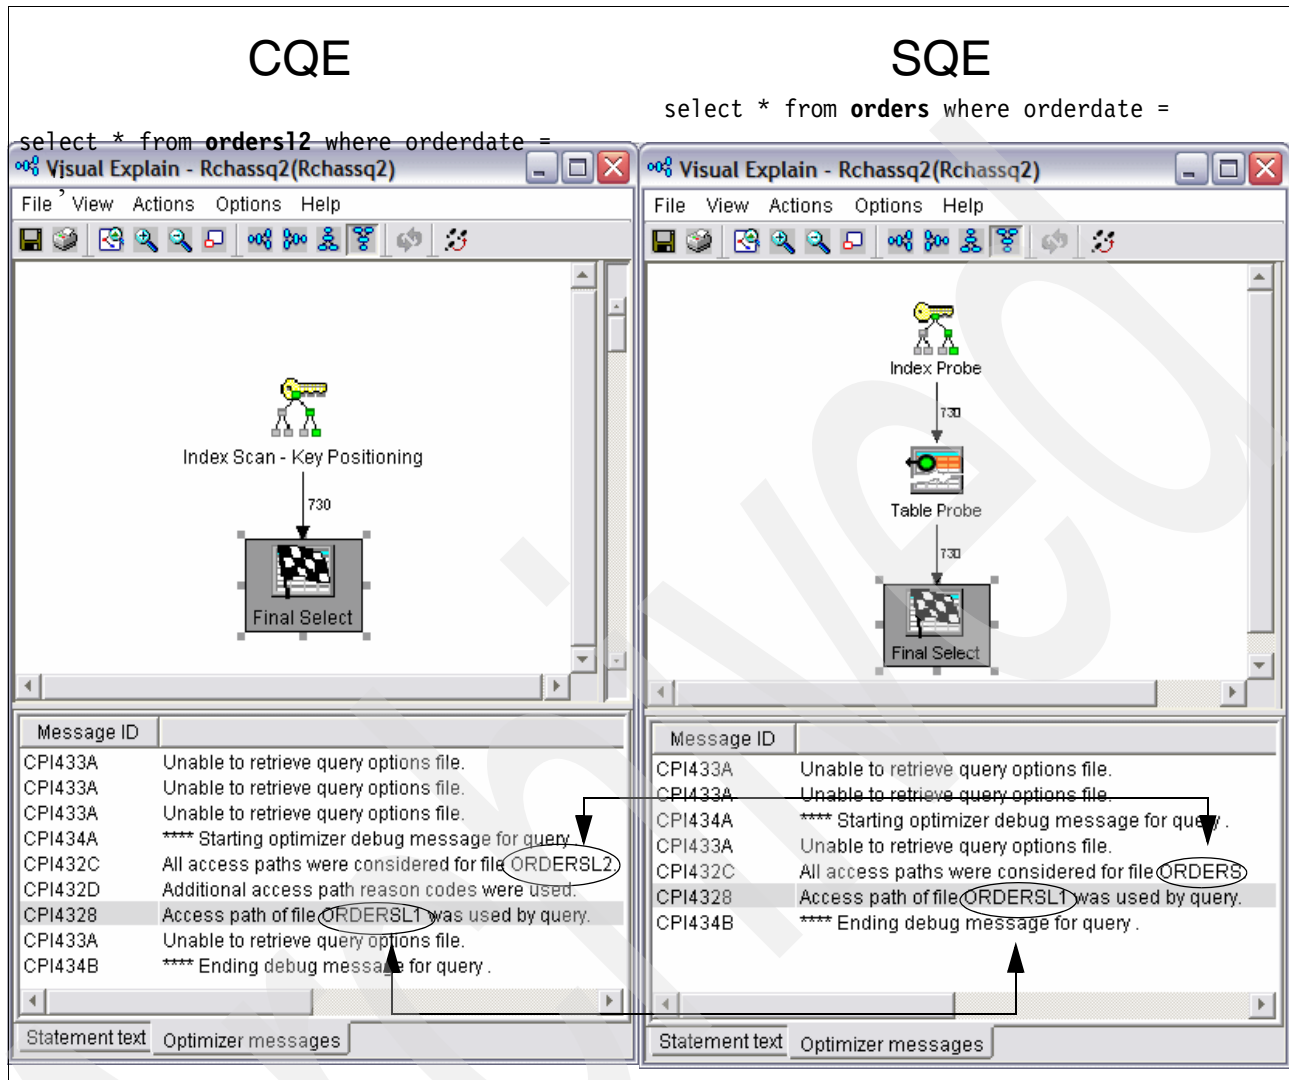 CQE
select * from ordersl2 where orderdate =
,
Visual Explain - Rchassq2(Rchassq2)
File View Actions Options Help
Index Scan - Key Positioning
730
Final Select
Message ID
CPI433A Unable to retrieve query options file.
CPI433A Unable to retrieve query options file.
CPI433A Unable to retrieve query options file.
CPI434A **** Starting optimizer debug message for query .
CPI432C All access paths were considered for file ORDERSL2.
CPI432D Additional access path reason codes were used.
CPI4328 Access path of file ORDERSL1 was used by query.
CPI433A Unable to retrieve query options file.
CPI434B **** Ending debug message for query .
Statement text Optimizer messages
SQE
select * from orders where orderdate =
Visual Explain - Rchassq2(Rchassq2)
File View Actions Options Help
Index Probe
730
Table Probe
730
Final Select
Message ID
CPI433A Unable to retrieve query options file.
CPI433A Unable to retrieve query options file.
CPI434A **** Starting optimizer debug message for query .
CPI433A Unable to retrieve query options file.
CPI432C All access paths were considered for file ORDERS
CPI4328 Access path of file ORDERSL1 was used by query.
CPI434B **** Ending debug message for query .
Statement text Optimizer messages